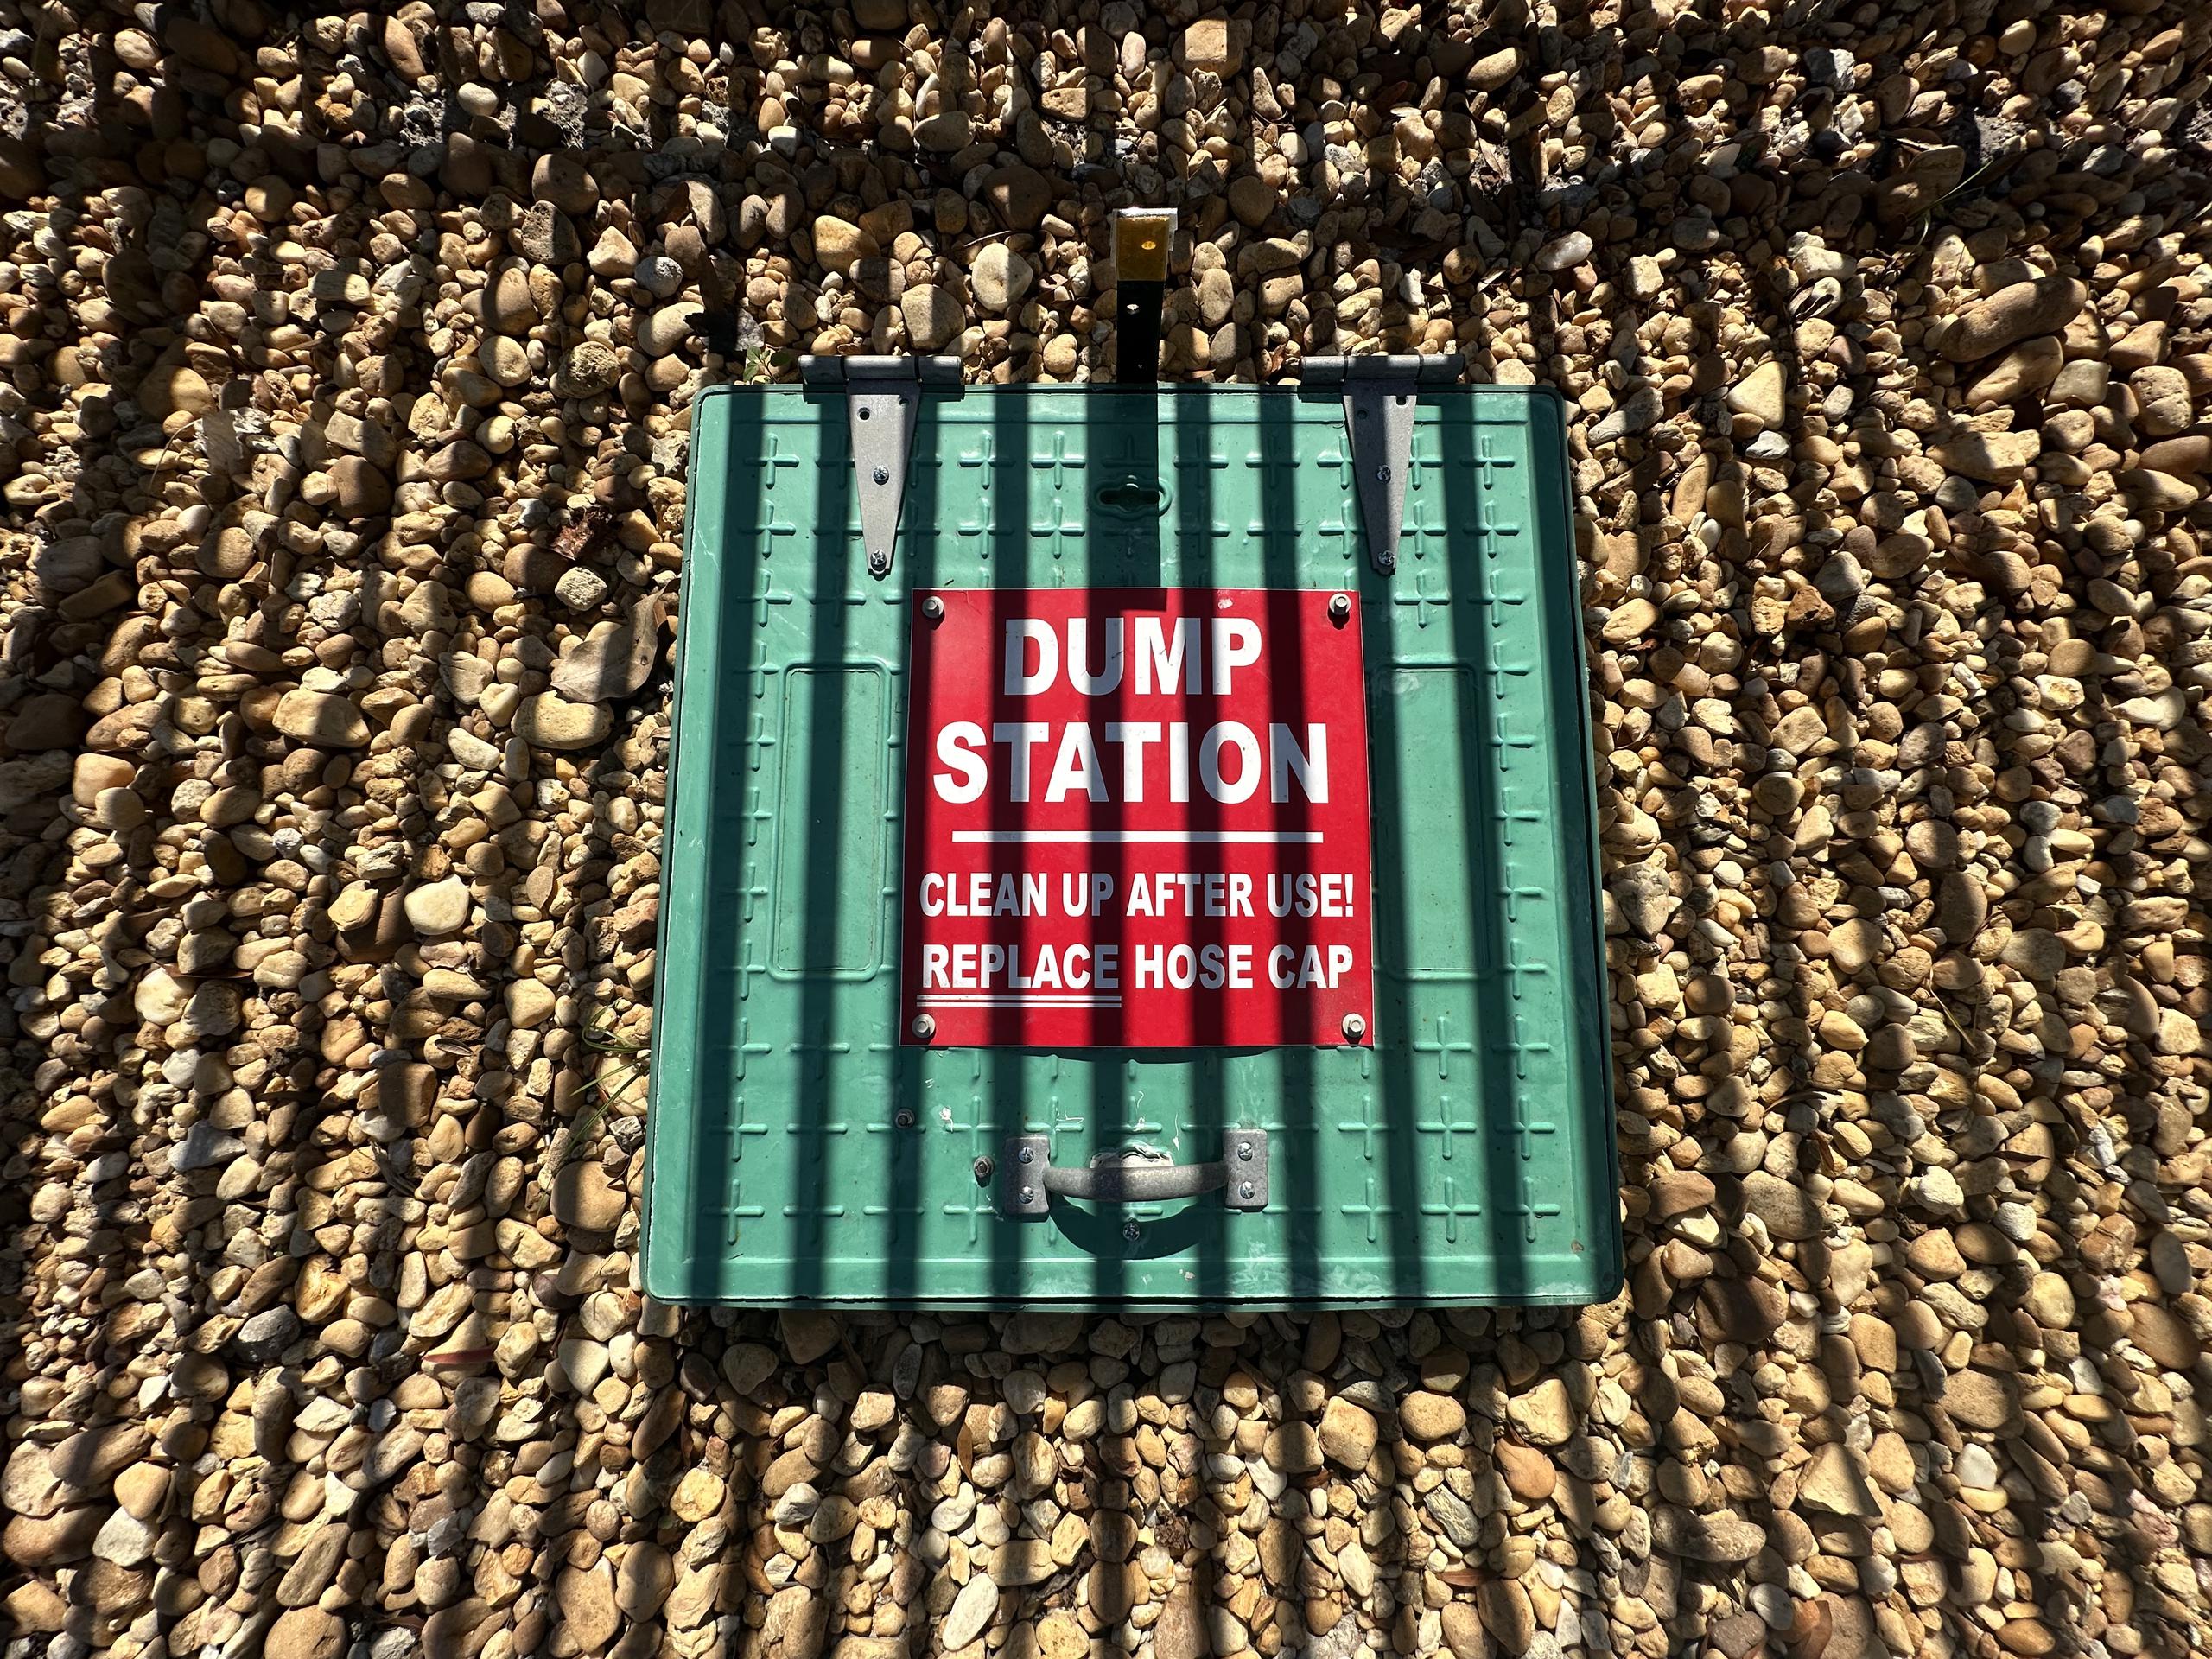 DUMP
STATION
CLEAN UP AFTER USE!
REPLACE HOSE CAP